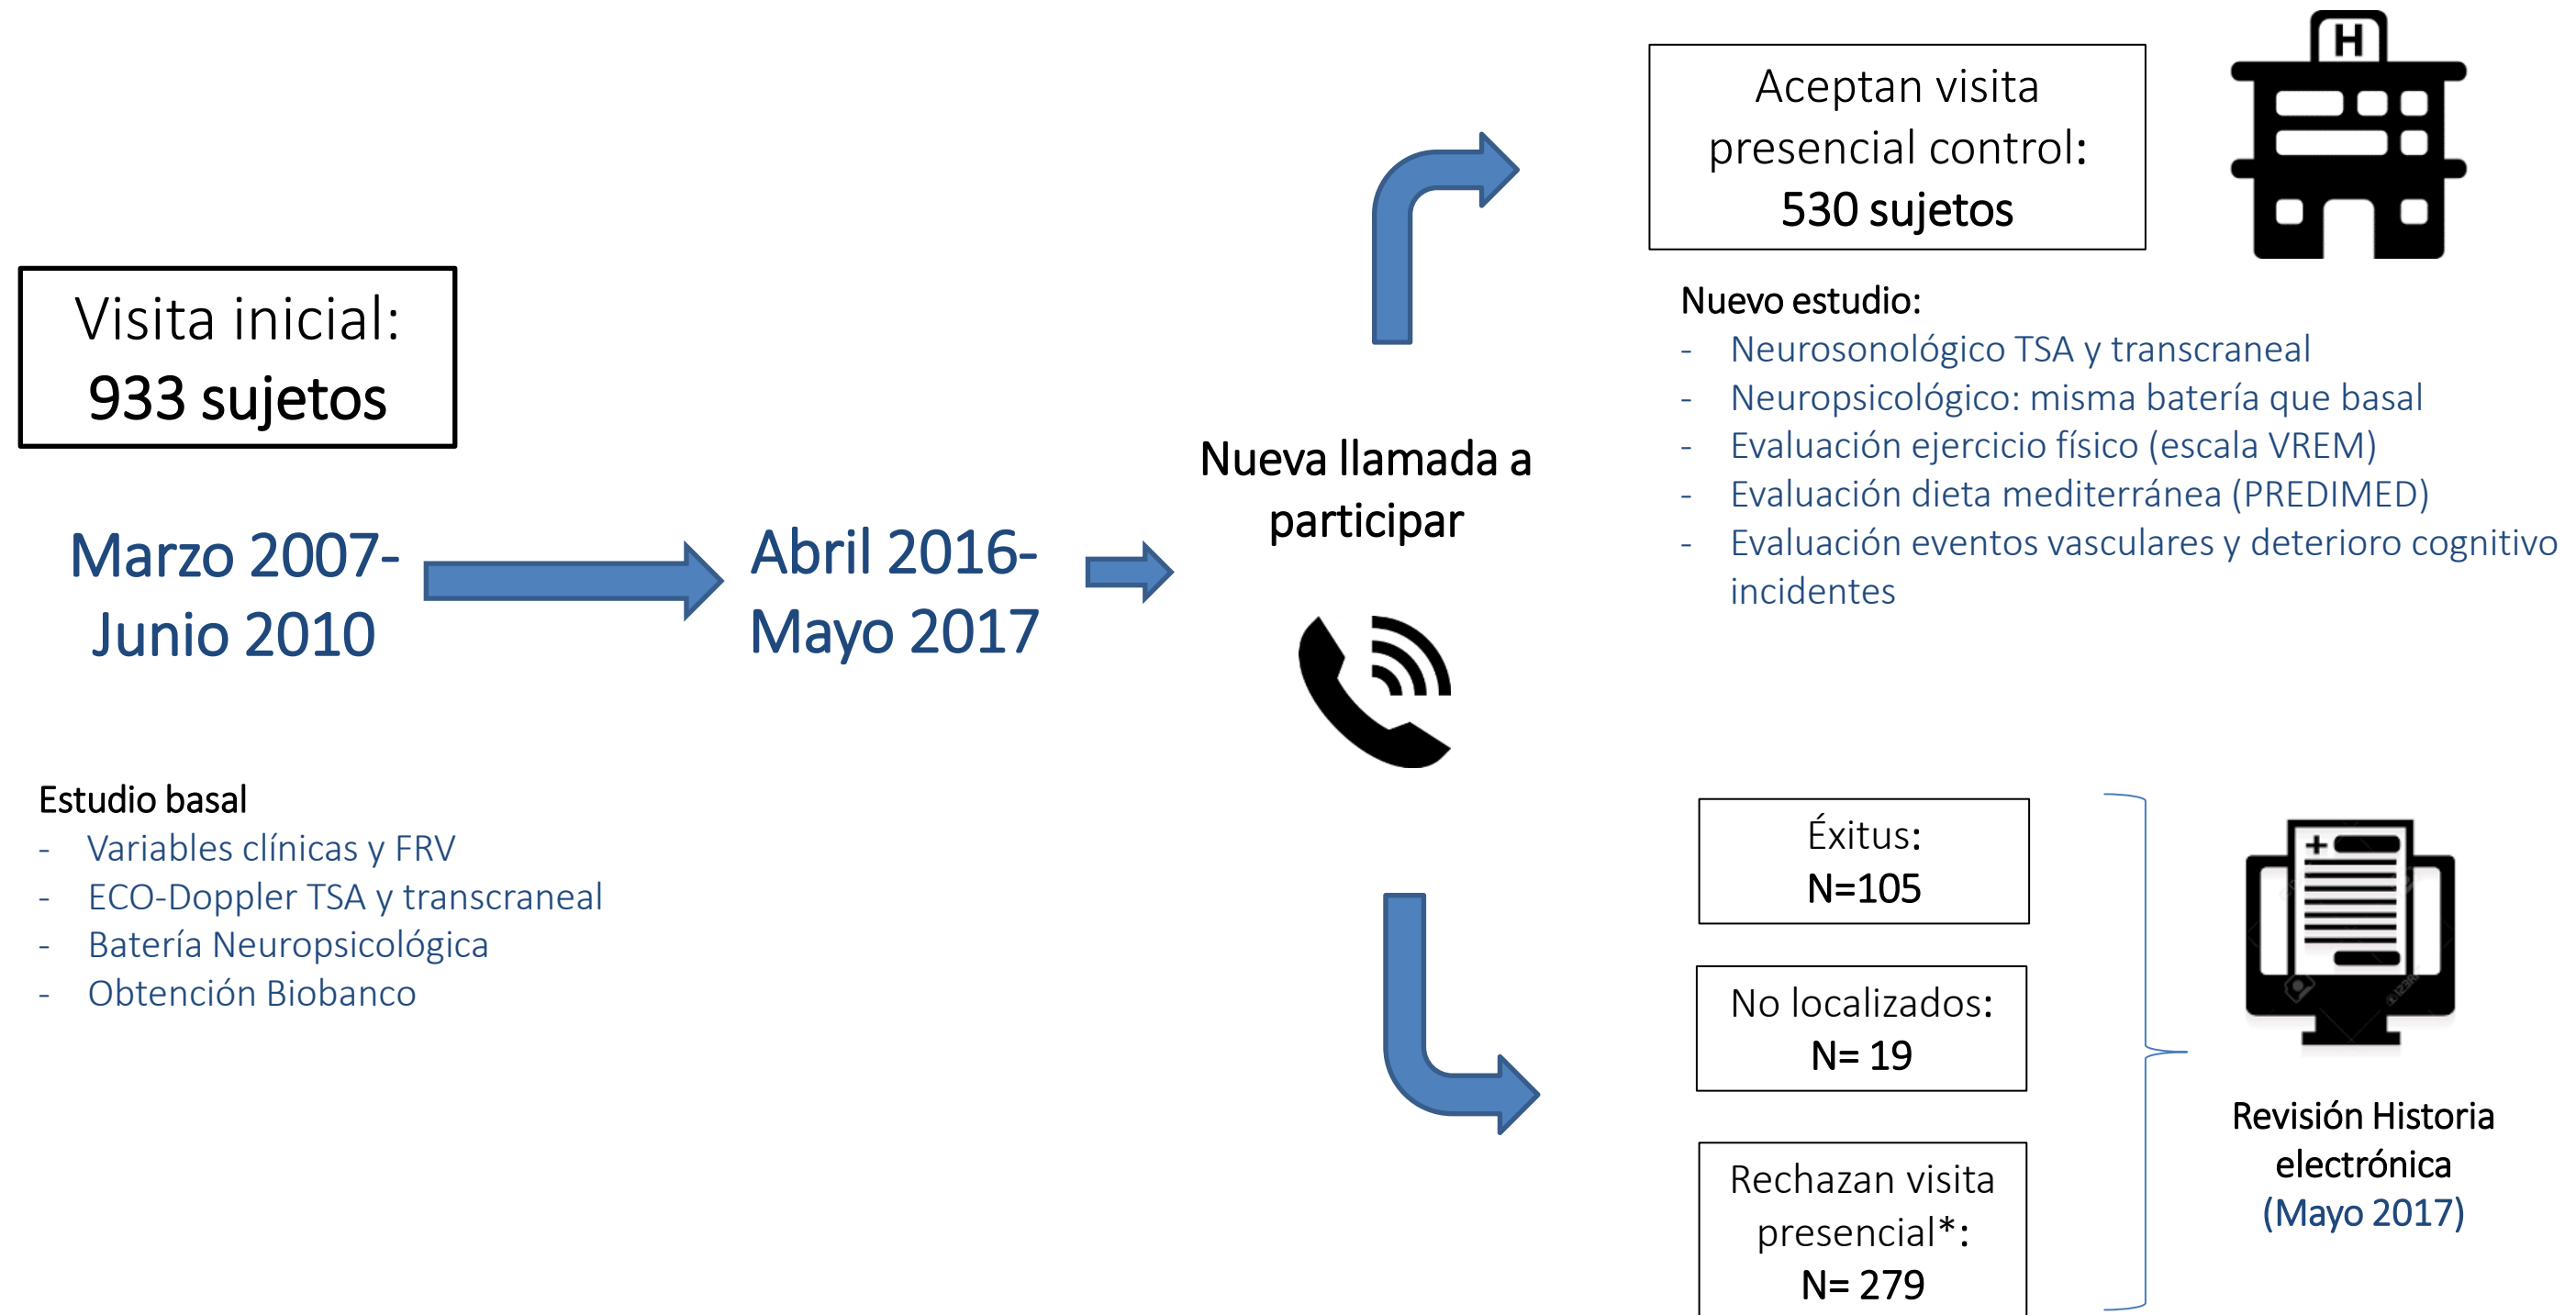 Visita inicial:
933 sujetos
Marzo 2007-
Junio 2010
Estudio basal
- Variables clínicas y FRV
- ECO-Doppler TSA y transcraneal
- Batería Neuropsicológica
- Obtención Biobanco
Abril 2016-
Mayo 2017
Nueva llamada a
participar
Aceptan visita
presencial control:
530 sujetos
H
Nuevo estudio:
- Neurosonológico TSA y transcraneal
- Neuropsicológico: misma batería que basal
- Evaluación ejercicio físico (escala VREM)
- Evaluación dieta mediterránea (PREDIMED)
- Evaluación eventos vasculares y deterioro cognitivo
incidentes
Éxitus:
N=105
No localizados:
N= 19
Rechazan visita
presencial*:
N= 279
Revisión Historia
electrónica
(Mayo 2017)